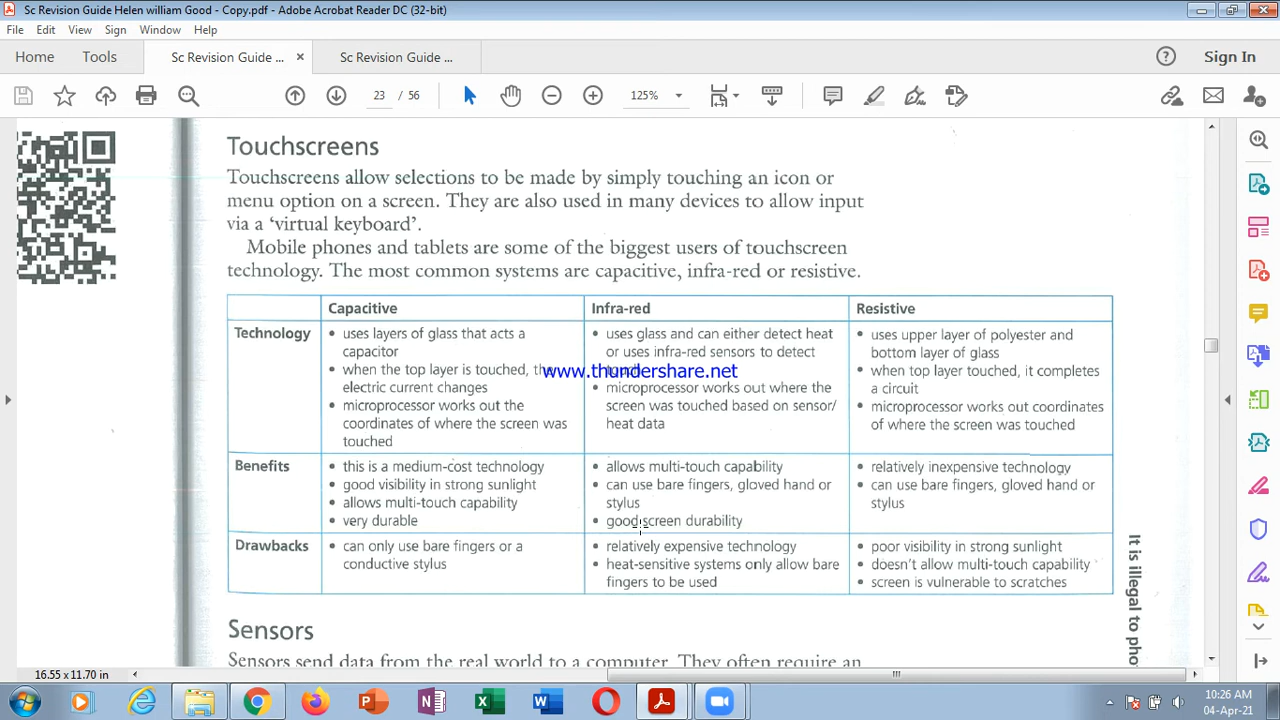 Sc Revision Guide Helen william Good - Copy.pdf - Adobe Acrobat Reader DC (32-bit)
File Edit View Sign Window Help
Home Tools Sc Revision Guide ... × Sc Revision Guide ... Sign In
23 / 56 125%
Touchscreens
Touchscreens allow selections to be made by simply touching an icon or
menu option on a screen. They are also used in many devices to allow input
via a ‘virtual keyboard’.
Mobile phones and tablets are some of the biggest users of touchscreen
technology. The most common systems are capacitive, infra-red or resistive.
Capacitive Infra-red Resistive
Technology
• uses layers of glass that acts a
capacitor
• when the top layer is touched, the
electric current changes
• microprocessor works out the
coordinates of where the screen was
touched
• uses glass and can either detect heat
or uses infra-red sensors to detect
www.thundershare.net
• microprocessor works out where the
screen was touched based on sensor/
heat data
• uses upper layer of polyester and
bottom layer of glass
• when top layer touched, it completes
a circuit
• microprocessor works out coordinates
of where the screen was touched
Benefits
• this is a medium-cost technology
• good visibility in strong sunlight
• allows multi-touch capability
• very durable
• allows multi-touch capability
• can use bare fingers, gloved hand or
stylus
• good screen durability
• relatively inexpensive technology
• can use bare fingers, gloved hand or
stylus
Drawbacks
• can only use bare fingers or a
conductive stylus
• relatively expensive technology
• heat-sensitive systems only allow bare
fingers to be used
• poor visibility in strong sunlight
• doesn’t allow multi-touch capability
• screen is vulnerable to scratches
It is illegal to pho
Sensors
Sensors send data from the real world to a computer. They often require an
16.55 x 11.70 in
10:26 AM
04-Apr-21